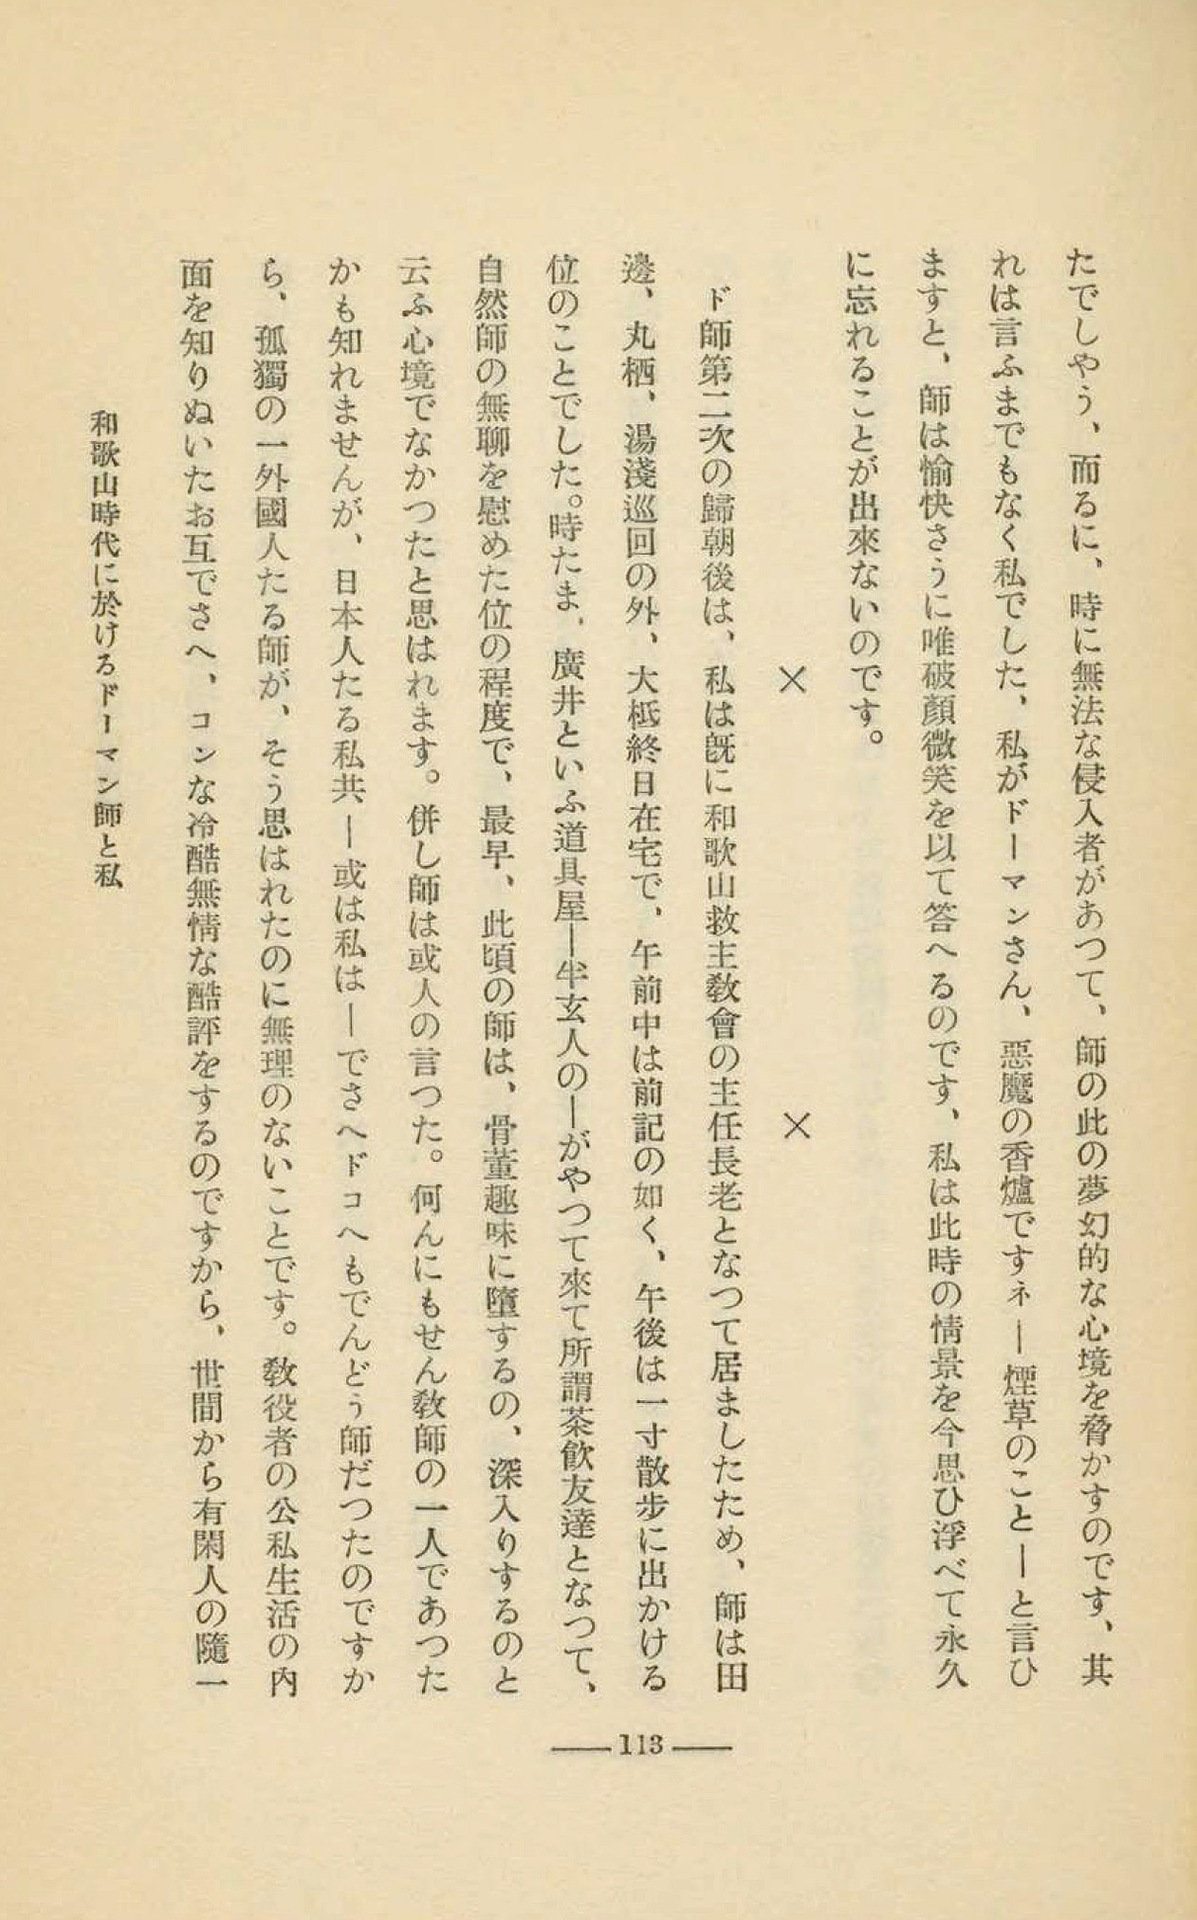 たでしやう、而るに、時に無法な侵入者があつて、師の此の夢幻的な心境を脅かすのです、其
れは言ふまでもなく私でした、私がドーマンさん、惡魔の香爐ですネ―煙草のこと―と言ひ
ますと、師は愉快さうに唯破顏微笑を以て答へるのです、私は此時の情景を今思ひ浮べて永久
に忘れることが出來ないのです。
× ×
ド師第二次の歸朝後は、私は既に和歌山救主敎會の主任長老となつて居ましたため、師は田
邊、丸栖、湯淺巡回の外、大柢終日在宅で、午前中は前記の如く、午後は一寸散步に出かける
位のことでした。時たま、廣井といふ道具屋―半玄人の―がやつて來て所謂茶飮友達となつて、
自然師の無聊を慰めた位の程度で、最早、此頃の師は、骨董趣味に墮するの、深入りするのと
云ふ心境でなかつたと思はれます。併し師は或人の言つた。何んにもせん敎師の一人であつた
かも知れませんが、日本人たる私共―或は私は―でさへドコへもでんどう師だつたのですか
ら、孤獨の一外國人たる師が、そう思はれたのに無理のないことです。敎役者の公私生活の內
面を知りぬいたお互でさへ、コンな冷酷無情な酷評をするのですから、世間から有閑人の隨一
和歌山時代に於けるドーマン師と私
113